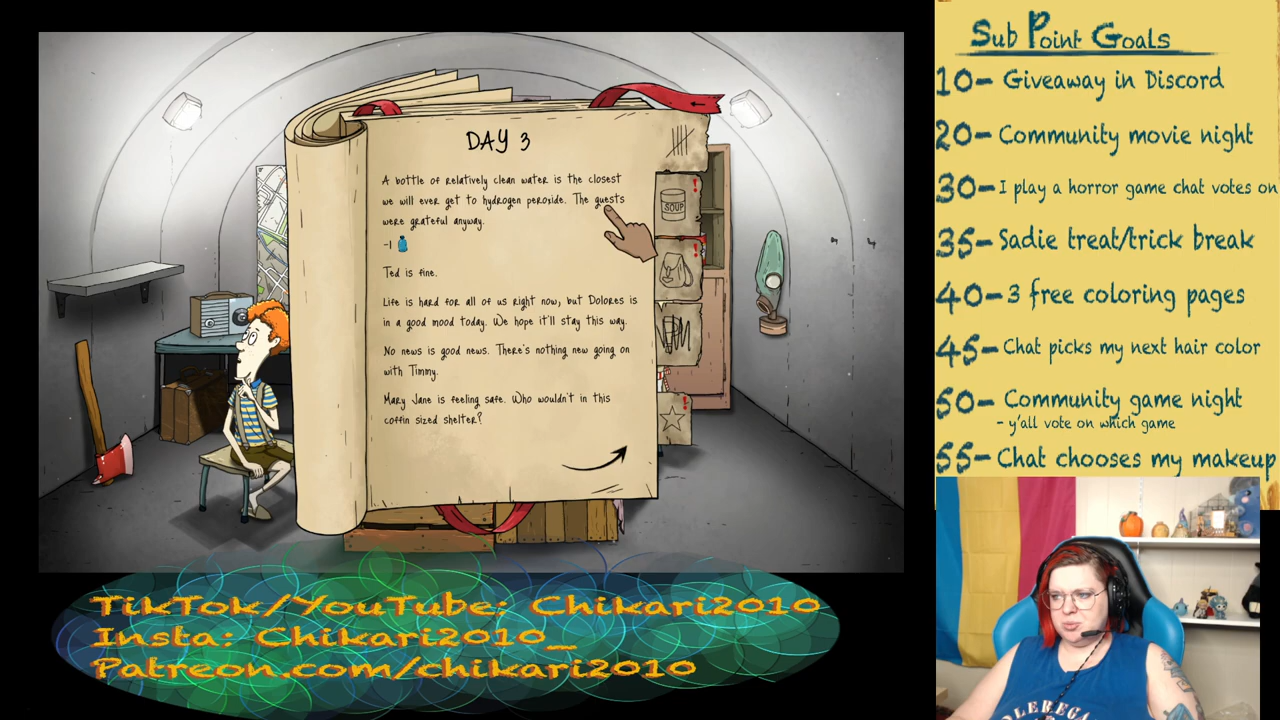 DAY 3
A bottle of relatively clean water is the closest
we will ever get to hydrogen peroxide. The guests
were grateful anyway.
-1
Ted is fine.
Life is hard for all of us right now, but Dolores is
in a good mood today. We hope it'll stay this way.
No news is good news. There's nothing new going on
with Timmy.
Mary Jane is feeling safe. Who wouldn't in this
coffin sized shelter?
SOUP
TikTok/YouTube: Chikari2010
Insta: Chikari2010_
Patreon.com/chikari2010
Sub Point Goals
10- Giveaway in Discord
20- Community movie night
30- I play a horror game chat votes on
35- Sadie treat/trick break
40- 3 free coloring pages
45- Chat picks my next hair color
50- Community game night
- y'all vote on which game
55- Chat chooses my makeup